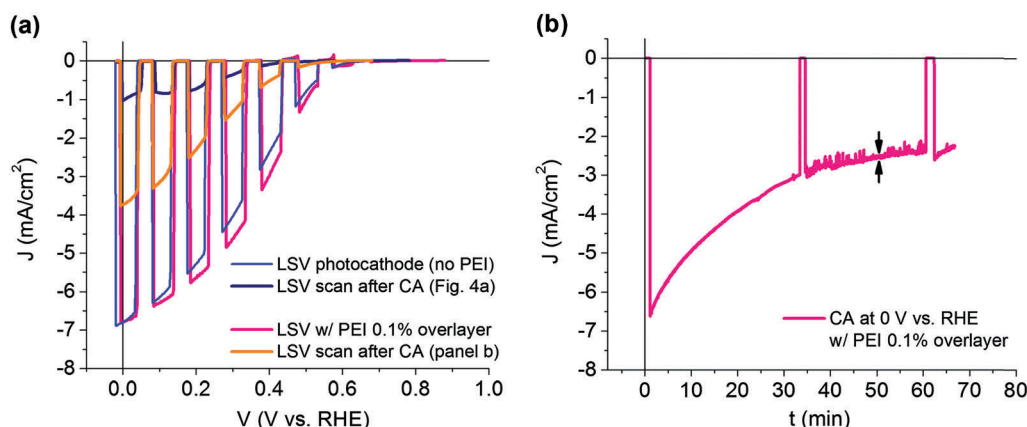 (a)
0
-1
-2
-3
-4
-5
-6
-7
-8
J (mA/cm²)
LSV photocathode (no PEI)
LSV scan after CA (Fig. 4a)
LSV w/ PEI 0.1% overlayer
LSV scan after CA (panel b)
0.0 0.2 0.4 0.6 0.8 1.0
V (V vs. RHE)
(b)
0
-1
-2
-3
-4
-5
-6
-7
-8
J (mA/cm²)
CA at 0 V vs. RHE
w/ PEI 0.1% overlayer
0 10 20 30 40 50 60 70 80
t (min)